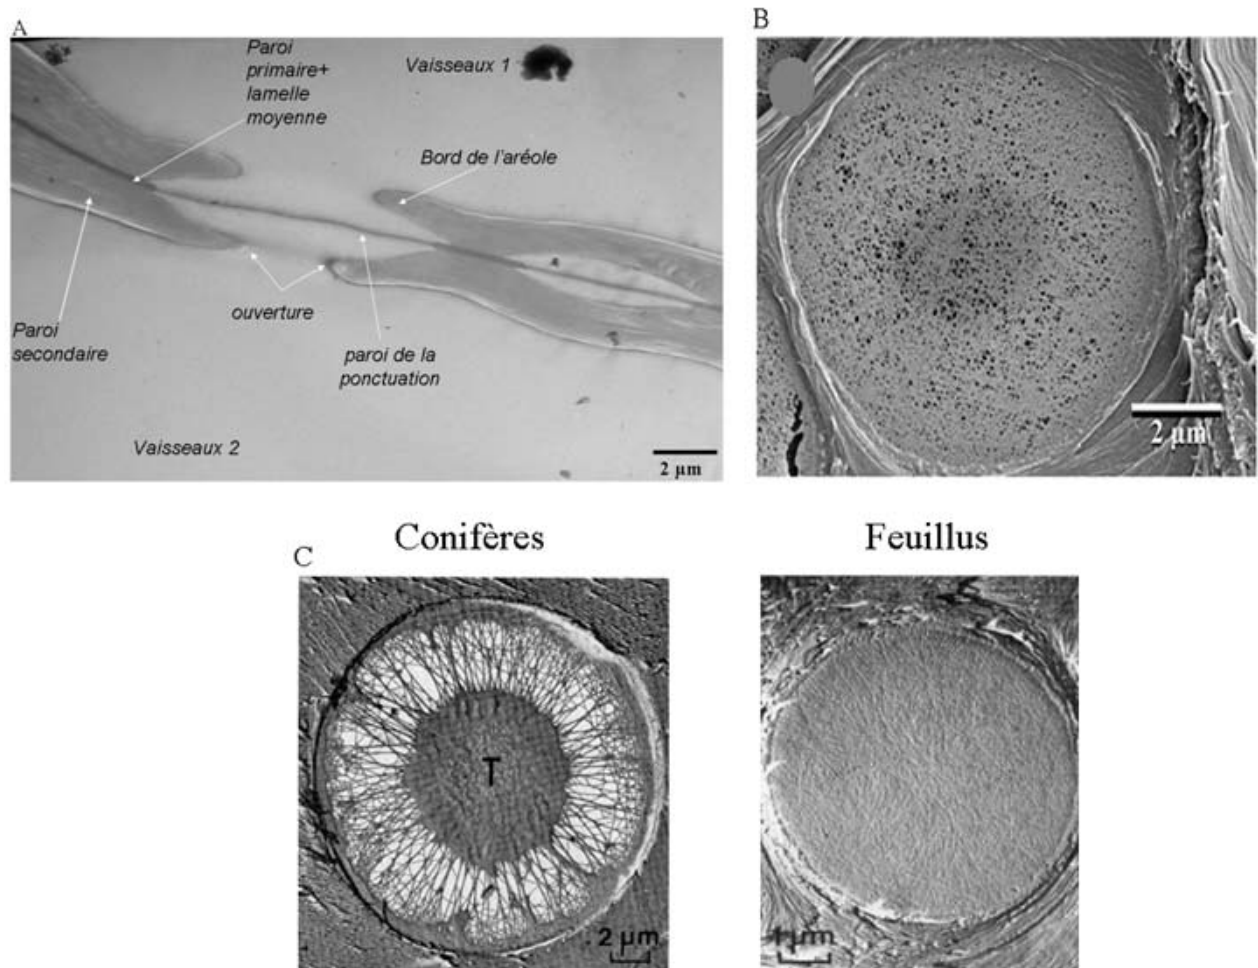 A
Paroi
primaire+
lamelle
moyenne
Vaisseaux 1
Bord de l'aréole
ouverture
Paroi
secondaire
paroi de la
ponctuation
Vaisseaux 2
2 µm
B
2 µm
Conifères
Feuillus
C
T
2 µm
1µm